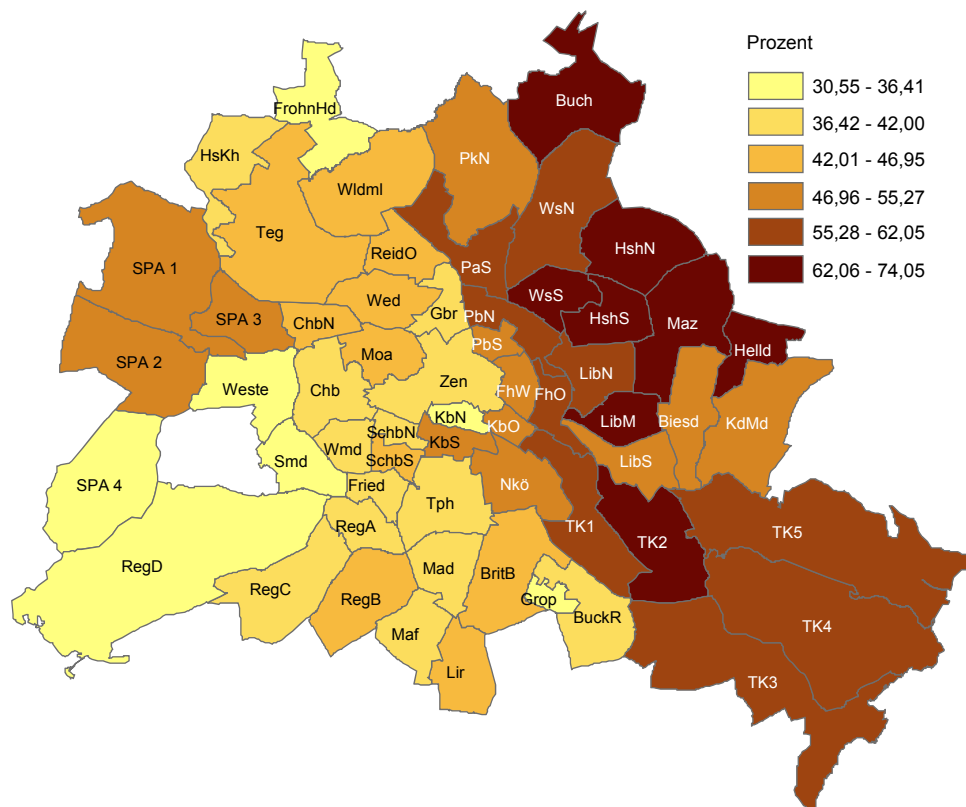 Prozent
30,55 - 36,41
36,42 - 42,00
42,01 - 46,95
46,96 - 55,27
55,28 - 62,05
62,06 - 74,05
FrohnHd
Buch
HsKh
PkN
Wldml
WsN
Teg
HshN
ReidO
SPA 1
PaS
WsS
Wed
Gbr
PbN
HshS
Maz
SPA 3
ChbN
Moa
PbS
Helld
SPA 2
LibN
Weste
Chb
Zen
FhW
FhO
KbN
LibM
Biesd
KdMd
SchbN
KbS
KbO
Wmd
SchbS
LibS
Smd
Fried
Nkö
SPA 4
Tph
RegA
TK1
TK5
TK2
RegD
Mad
BritB
RegC
RegB
Grop
BuckR
TK4
Maf
Lir
TK3